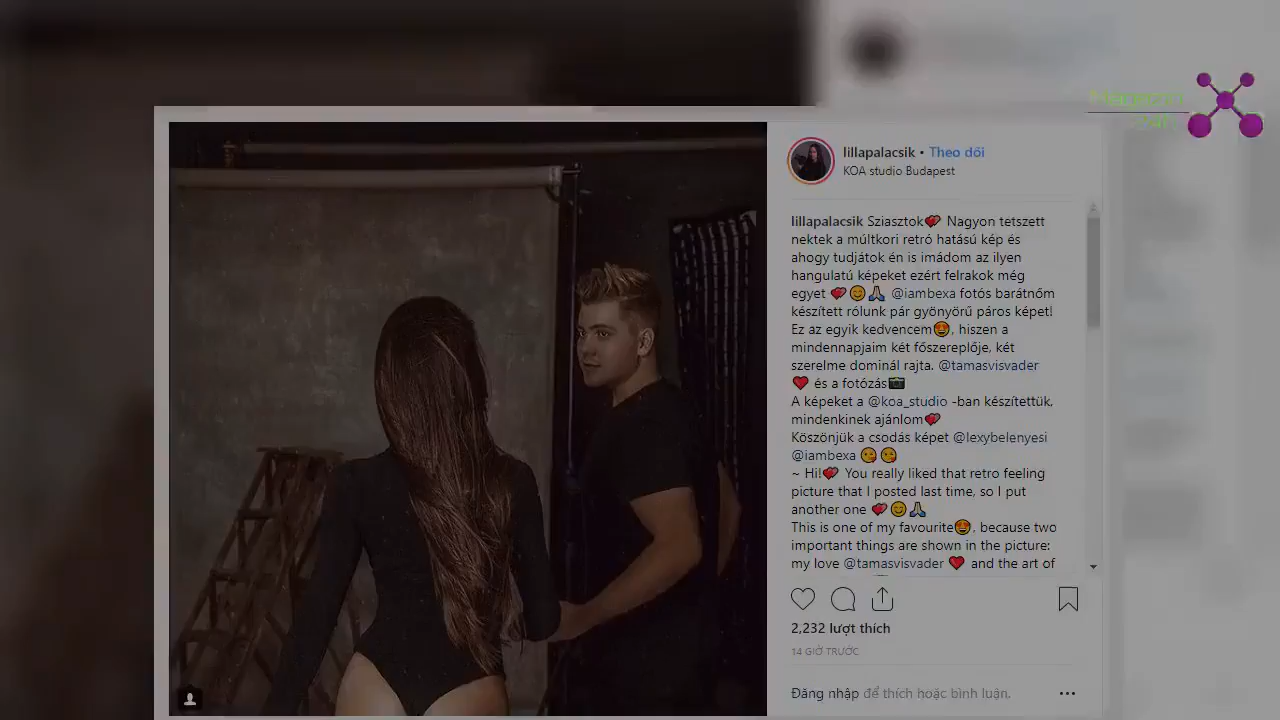 Magazin
24h
lillapalacsik • Theo dõi
KOA studio Budapest
lillapalacsik Sziasztok💕 Nagyon tetszett
nektek a múltkori retró hatású kép és
ahogy tudjátok én is imádom az ilyen
hangulatú képeket ezért felrakok még
egyet 💕😊🙏 @iambexa fotós barátnőm
készített rólunk pár gyönyörű páros képet!
Ez az egyik kedvencem🤩, hiszen a
mindennapjaim két főszereplője, két
szerelme dominál rajta. @tamasvisvader
❤ és a fotózás📷
A képeket a @koa_studio -ban készítettük,
mindenkinek ajánlom💕
Köszönjük a csodás képet @lexybelenyesi
@iambexa 😘😘
~ Hi!💕 You really liked that retro feeling
picture that I posted last time, so I put
another one 💕😊🙏
This is one of my favourite🤩, because two
important things are shown in the picture:
my love @tamasvisvader ❤ and the art of
2,232 lượt thích
14 GIỜ TRƯỚC
Đăng nhập để thích hoặc bình luận.